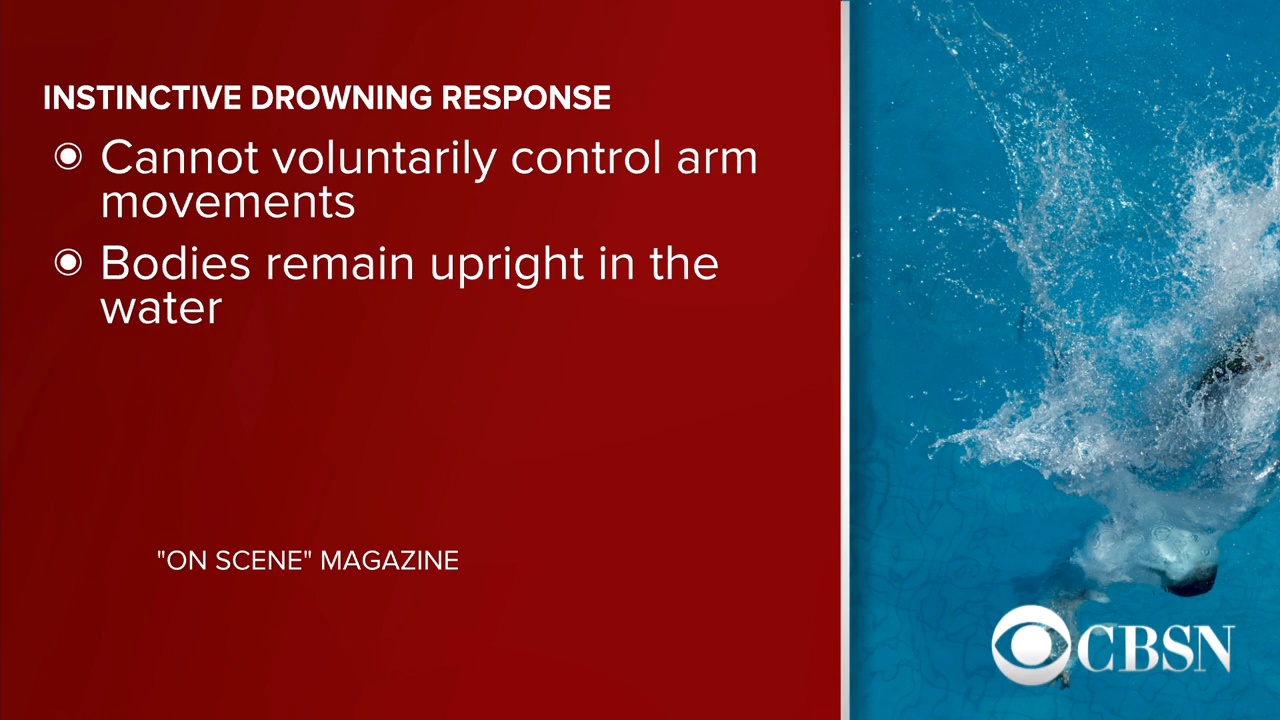 INSTINCTIVE DROWNING RESPONSE
Cannot voluntarily control arm
movements
Bodies remain upright in the
water
"ON SCENE" MAGAZINE
CBSN